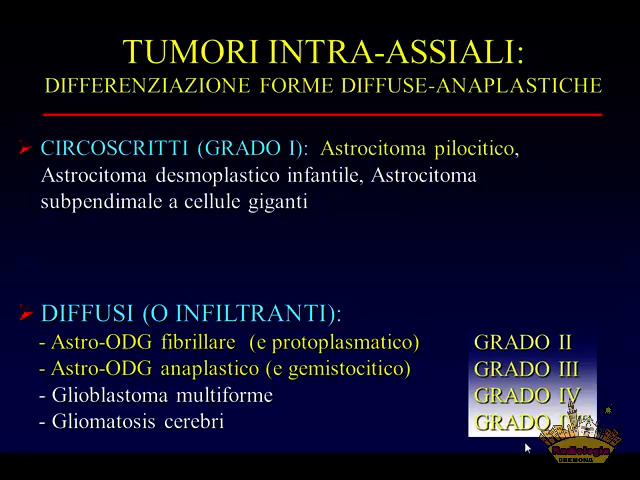 TUMORI INTRA-ASSIALI:
DIFFERENZIAZIONE FORME DIFFUSE-ANAPLASTICHE
CIRCOSCRITTI (GRADO I): Astrocitoma pilocitico,
Astrocitoma desmoplastico infantile, Astrocitoma
subpendimale a cellule giganti
DIFFUSI (O INFILTRANTI):
- Astro-ODG fibrillare (e protoplasmatico) GRADO II
- Astro-ODG anaplastico (e gemistocitico) GRADO III
- Glioblastoma multiforme GRADO IV
- Gliomatosis cerebri GRADO
Radiologia
CREMONA